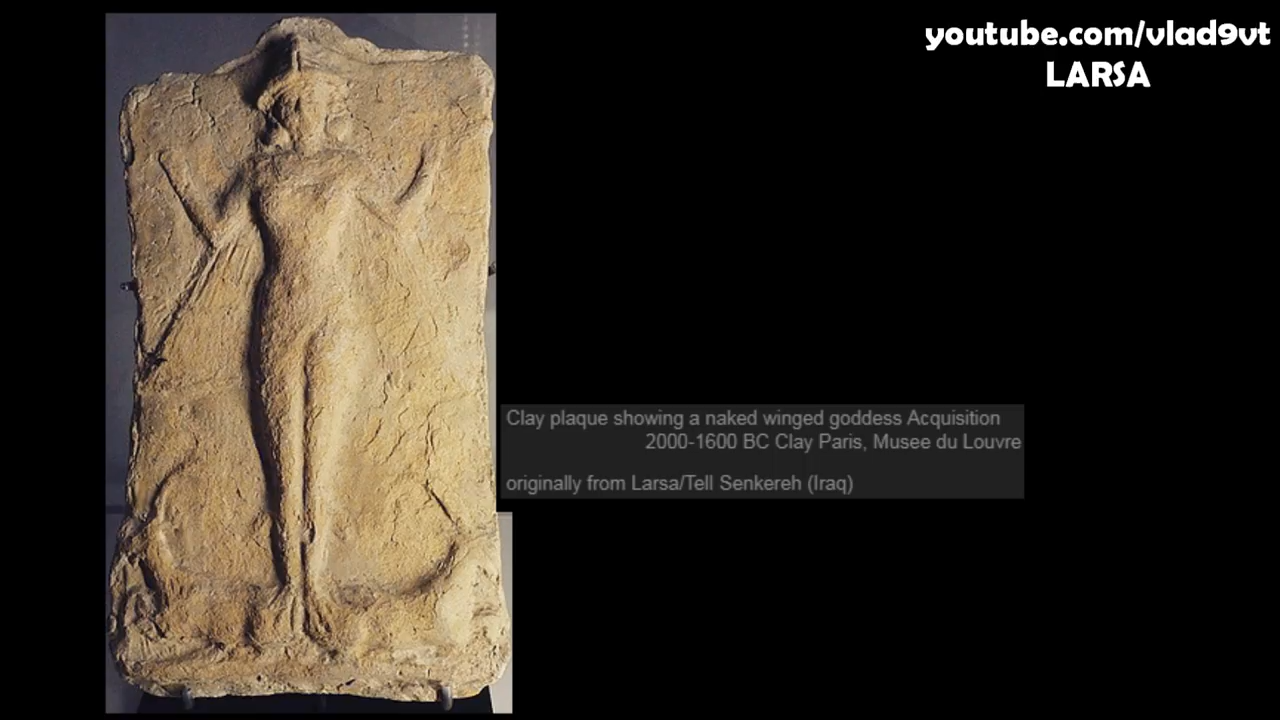 youtube.com/vlad9vt
LARSA
Clay plaque showing a naked winged goddess Acquisition
2000-1600 BC Clay Paris, Musee du Louvre
originally from Larsa/Tell Senkereh (Iraq)